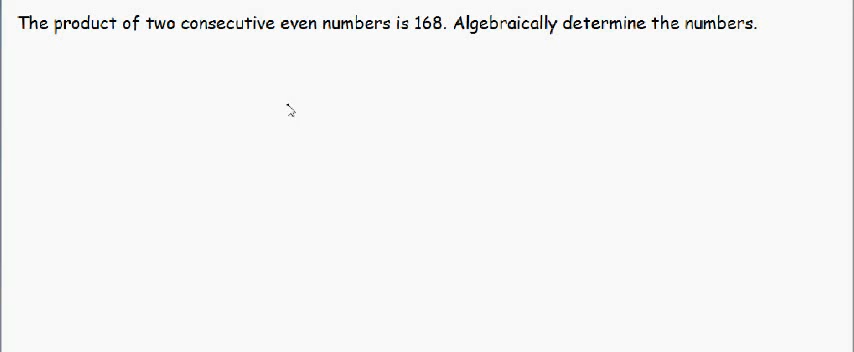 The product of two consecutive even numbers is 168. Algebraically determine the numbers.